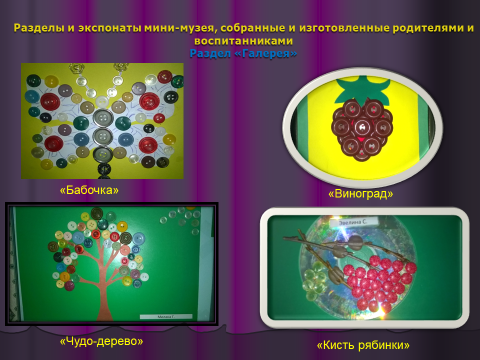 Разделы и экспонаты мини-музея, собранные и изготовленные родителями и
воспитанниками
Раздел «Галерея»
«Бабочка»
«Виноград»
«Чудо-дерево»
«Кисть рябинки»